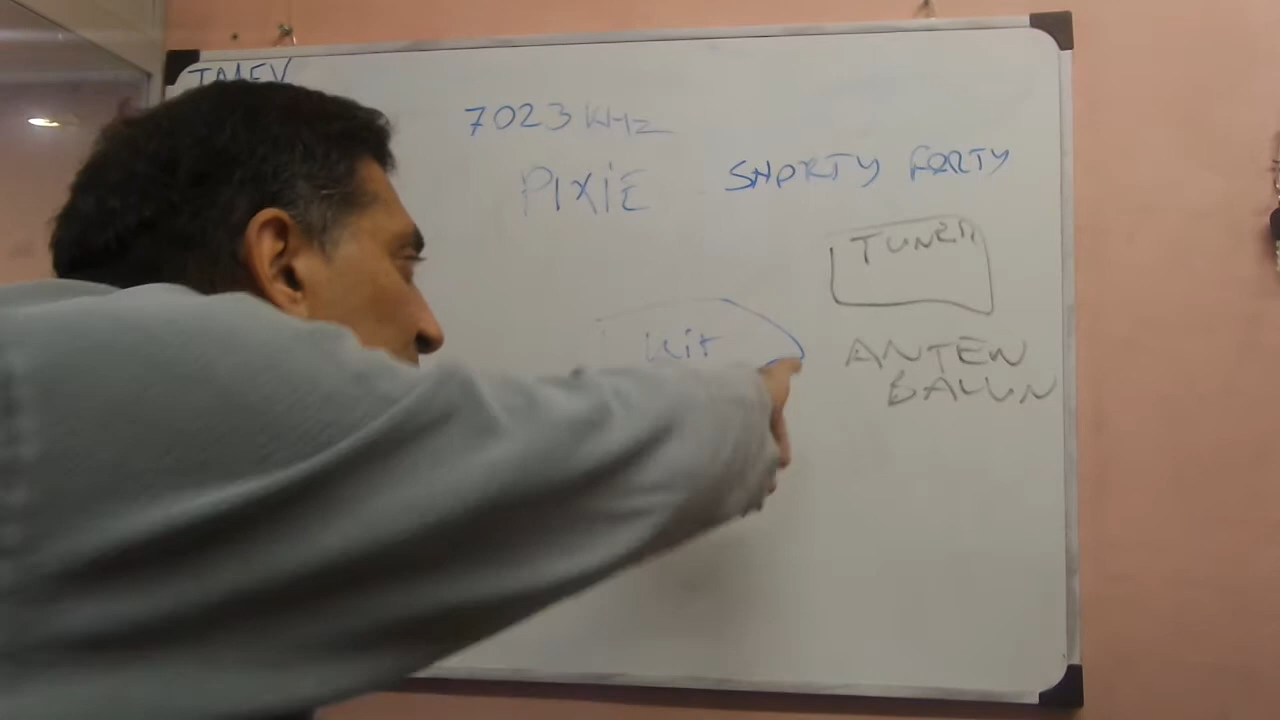 7023 KHz
PIXIE
SHORTY FORTY
TUNER
Kit
ANTEN
BALUN